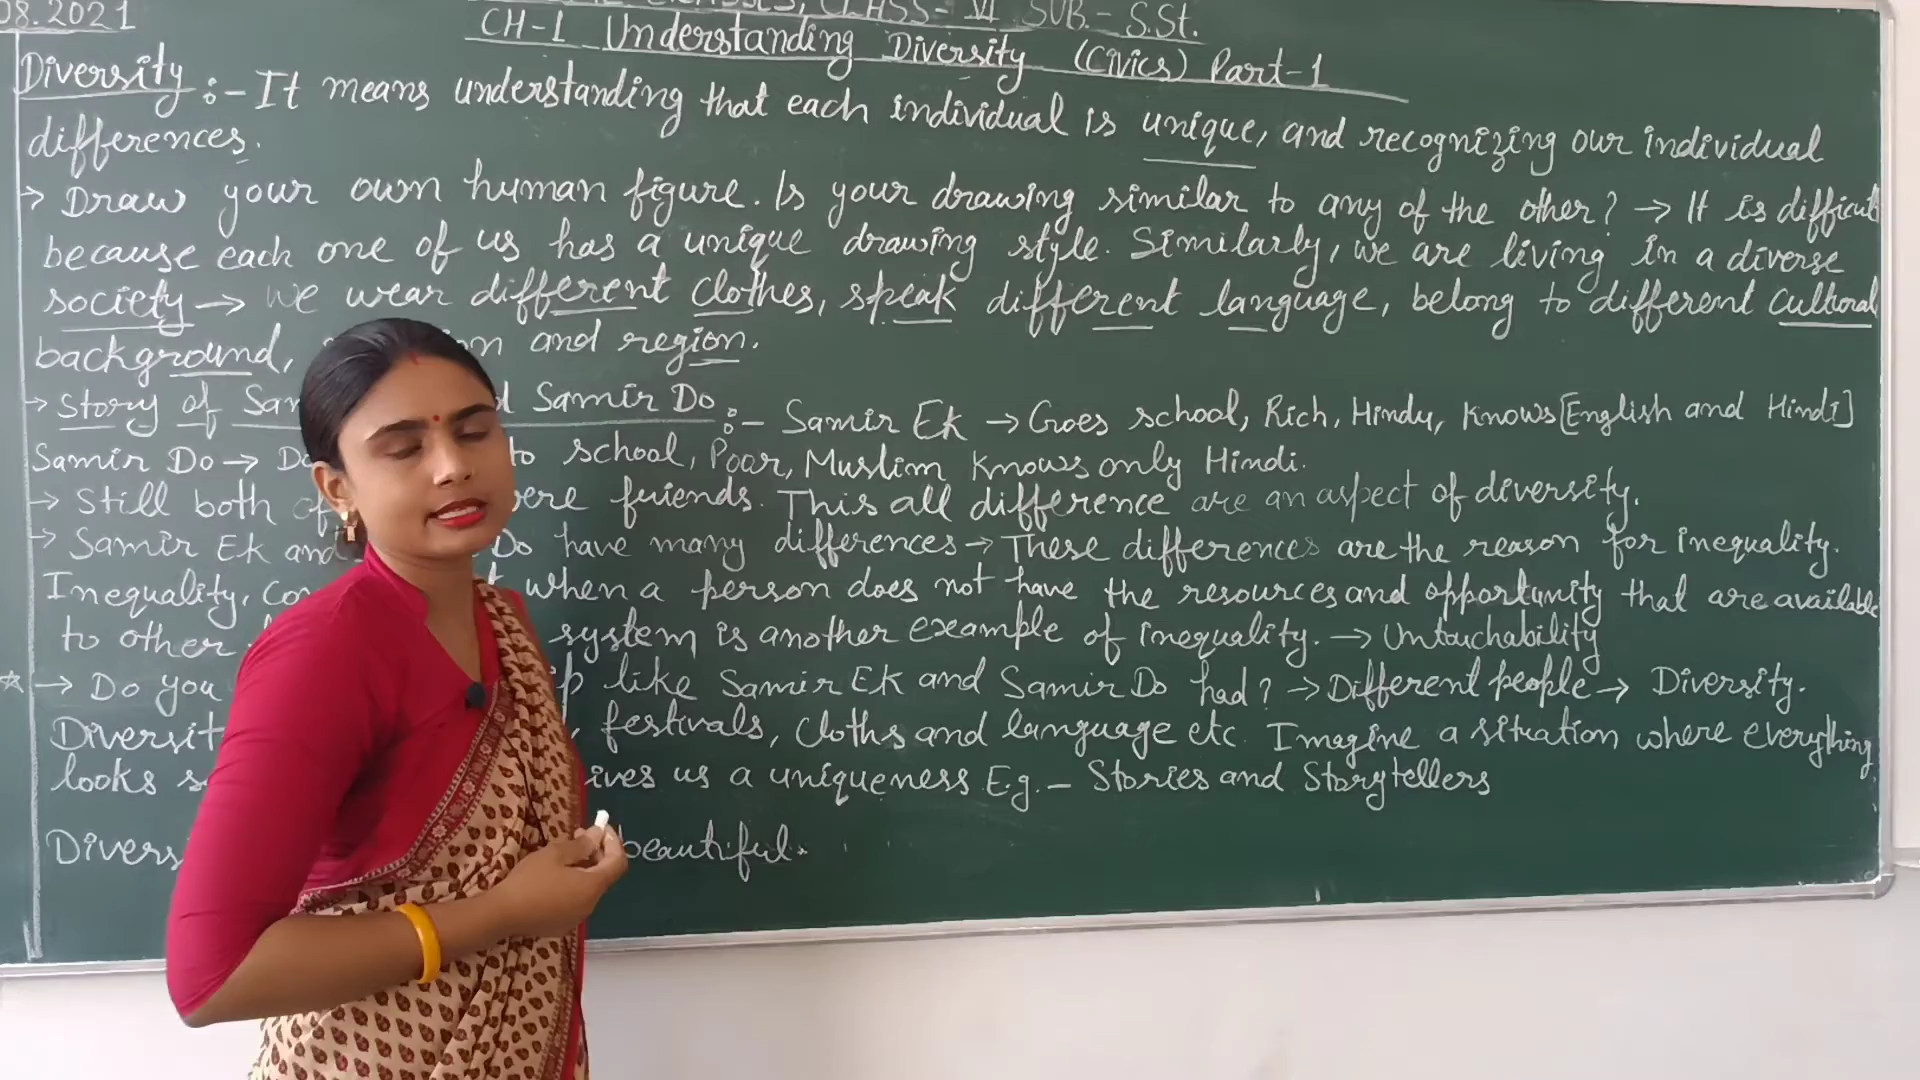 08.2021
CLASSES, CLASS- VI SUB.- S.St.
CH-1 Understanding Diversity (Civics) Part-1
Diversity :- It means understanding that each individual is unique, and recognizing our individual
differences.
→ Draw your own human figure. Is your drawing similar to any of the other? → It is difficult
because each one of us has a unique drawing style. Similarly, we are living in a diverse
society → We wear different clothes, speak different language, belong to different cultural
background, and region.
→ Story of Samir Do :- Samir Ek → Goes school, Rich, Hindu, Knows [English and Hindi]
Samir Do → to school, Poar, Muslim Knows only Hindi.
→ Still both of friends. This all difference are an aspect of diversity.
→ Samir Ek and Do have many differences → These differences are the reason for inequality.
Inequality, when a person does not have the resources and opportunity that are available
to other system is another example of inequality. → Untouchability
☆ → Do you like Samir Ek and Samir Do had? → Different people → Diversity.
festivals, Cloths and language etc. Imagine a situation where everything
looks us a uniqueness E.g. - Stories and Storytellers
beautiful.